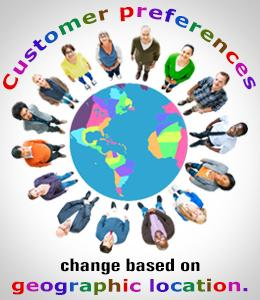 Customer preferences
change based on
geographic location.